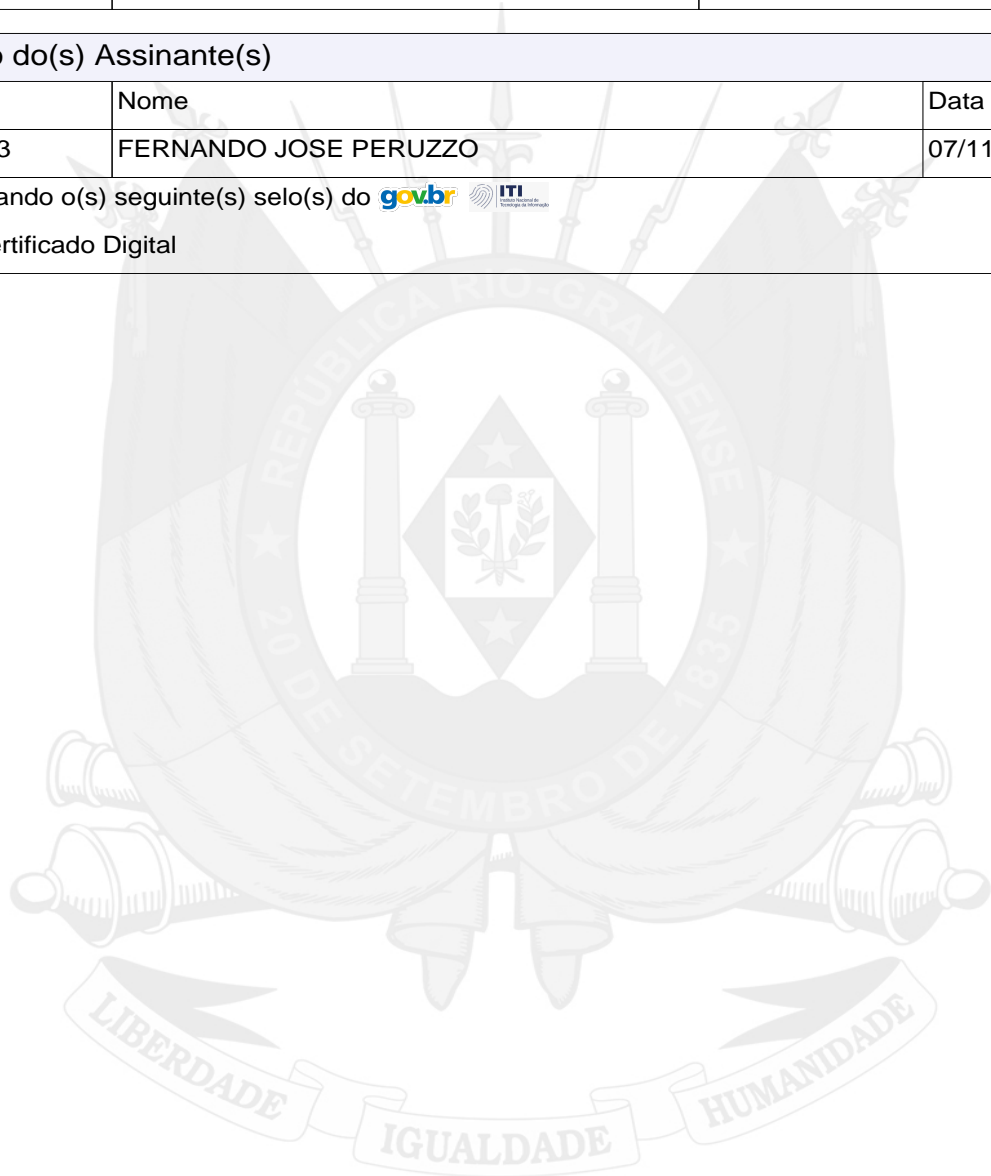 o do(s) Assinante(s)
Nome Data
3 FERNANDO JOSE PERUZZO 07/11
ando o(s) seguinte(s) selo(s) do gov.br ITI
ertificado Digital
REPÚBLICA RIO-GRANDENSE
20 DE SETEMBRO DE 1835
LIBERDADE IGUALDADE HUMANIDADE